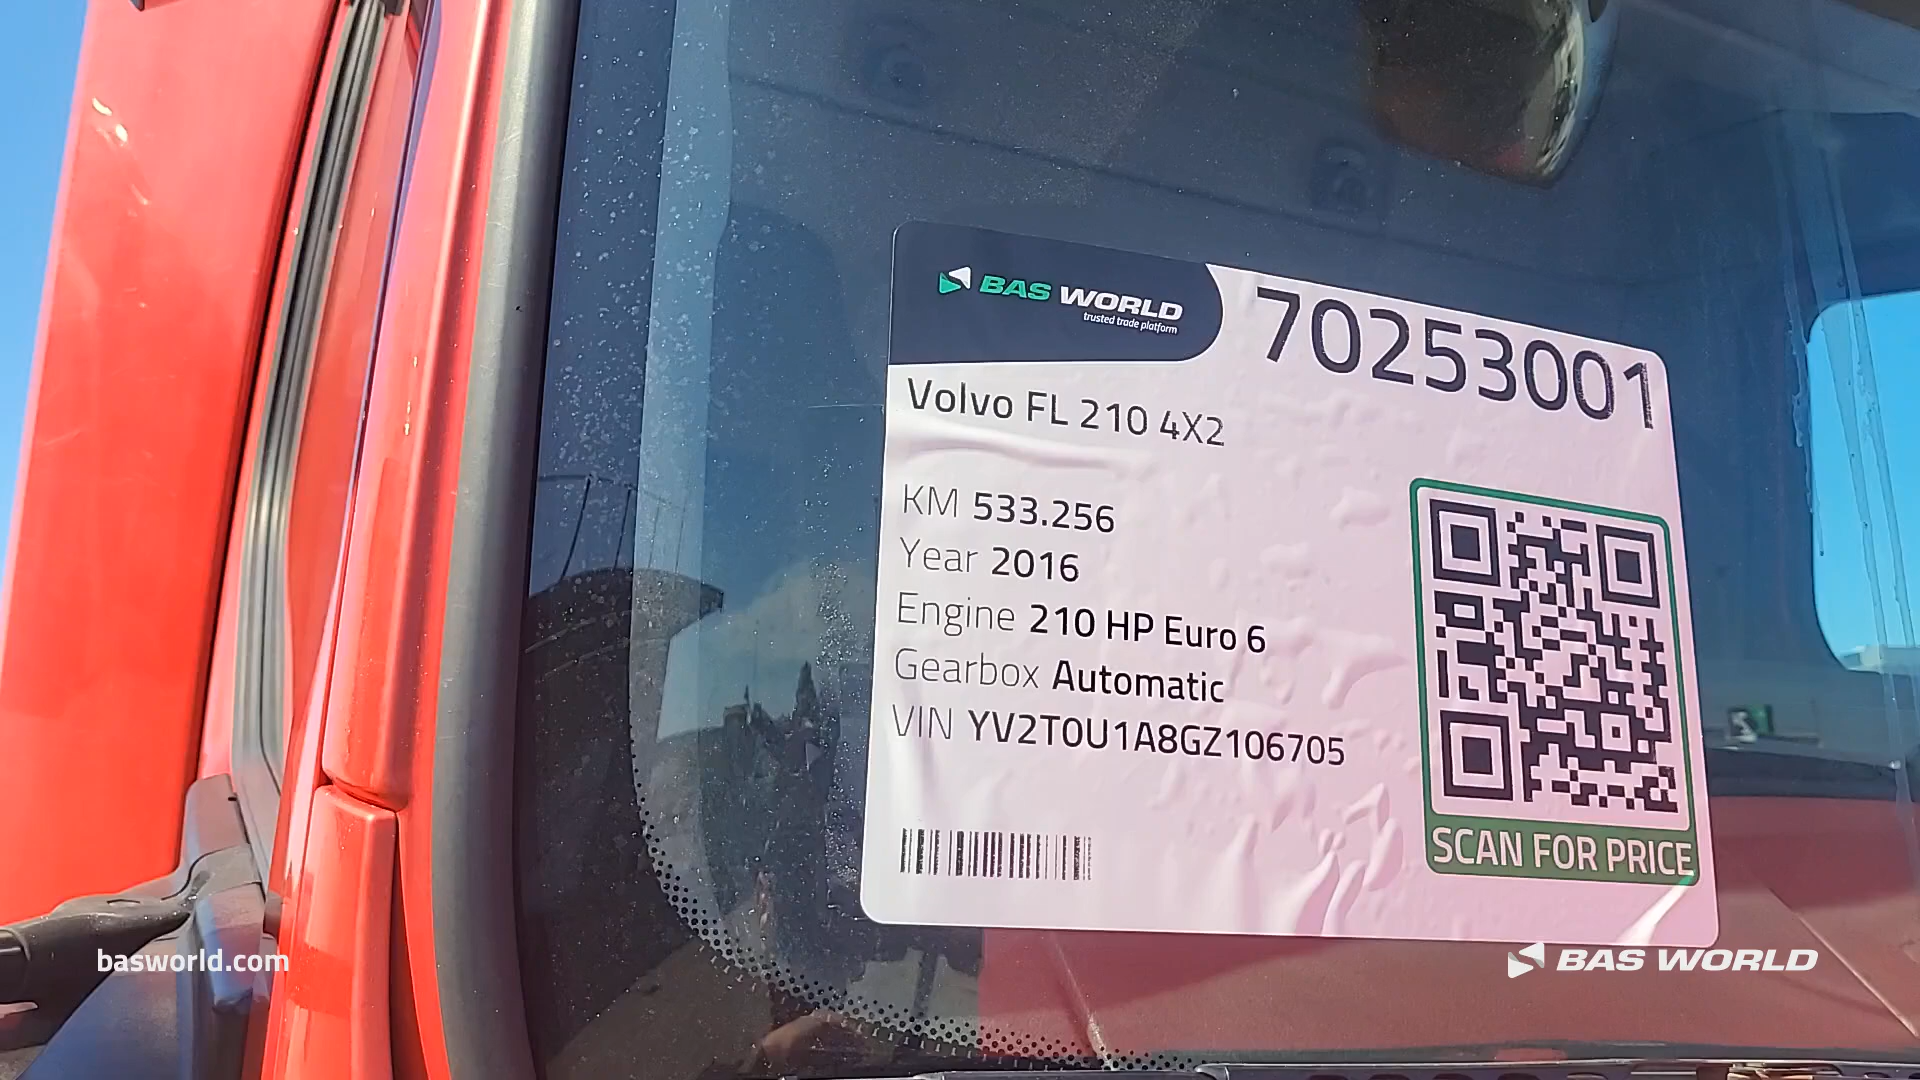 BAS WORLD
trusted trade platform
70253001
Volvo FL 210 4X2
KM 533.256
Year 2016
Engine 210 HP Euro 6
Gearbox Automatic
VIN YV2T0U1A8GZ106705
SCAN FOR PRICE
basworld.com
BAS WORLD